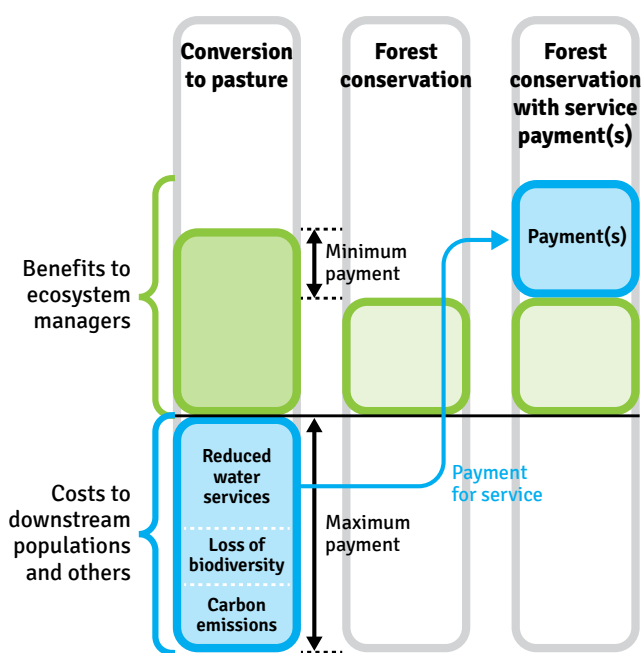 Conversion
to pasture
Forest
conservation
Forest
conservation
with service
payment(s)
Benefits to
ecosystem
managers
Minimum
payment
Payment(s)
Costs to
downstream
populations
and others
Reduced
water
services
Loss of
biodiversity
Carbon
emissions
Maximum
payment
Payment
for service